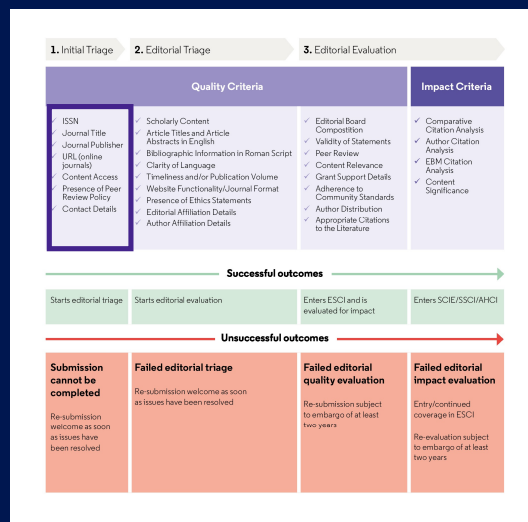 1. Initial Triage
2. Editorial Triage
3. Editorial Evaluation
Quality Criteria
Impact Criteria
✓ ISSN
✓ Journal Title
✓ Journal Publisher
✓ URL (online
journals)
✓ Content Access
✓ Presence of Peer
Review Policy
✓ Contact Details
✓ Scholarly Content
✓ Article Titles and Article
Abstracts in English
✓ Bibliographic Information in Roman Script
✓ Clarity of Language
✓ Timeliness and/or Publication Volume
✓ Website Functionality/Journal Format
✓ Presence of Ethics Statements
✓ Editorial Affiliation Details
✓ Author Affiliation Details
✓ Editorial Board
Compostition
✓ Validity of Statements
✓ Peer Review
✓ Content Relevance
✓ Grant Support Details
✓ Adherence to
Community Standards
✓ Author Distribution
✓ Appropriate Citations
to the Literature
✓ Comparative
Citation Analysis
✓ Author Citation
Analysis
✓ EBM Citation
Analysis
✓ Content
Significance
Successful outcomes
Starts editorial triage
Starts editorial evaluation
Enters ESCI and is
evaluated for impact
Enters SCIE/SSCI/AHCI
Unsuccessful outcomes
Submission
cannot be
completed
Re-submission
welcome as soon
as issues have
been resolved
Failed editorial triage
Re-submission welcome as soon
as issues have been resolved
Failed editorial
quality evaluation
Re-submission subject
to embargo of at least
two years
Failed editorial
impact evaluation
Entry/continued
coverage in ESCI
Re-evaluation subject
to embargo of at least
two years